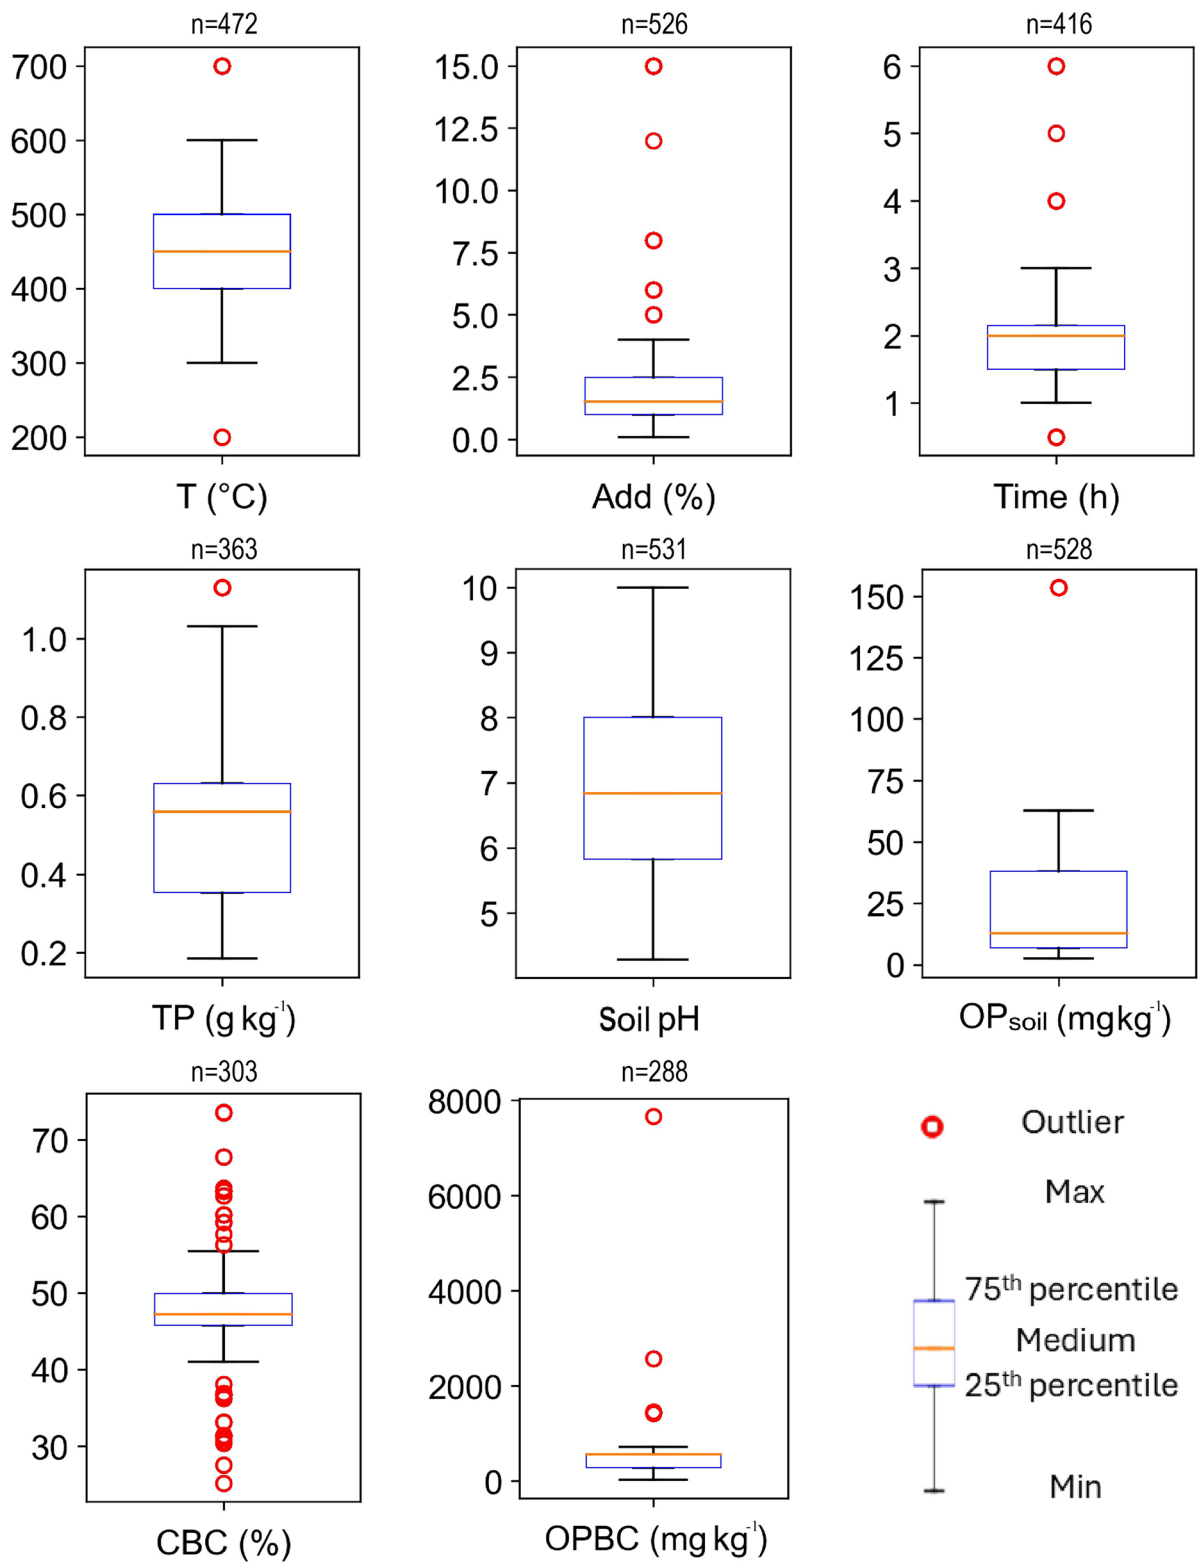 n=472
700
600
500
400
300
200
T (°C)
n=526
15.0
12.5
10.0
7.5
5.0
2.5
0.0
Add (%)
n=416
6
5
4
3
2
1
Time (h)
n=363
1.0
0.8
0.6
0.4
0.2
TP (g kg⁻¹)
n=531
10
9
8
7
6
5
Soil pH
n=528
150
125
100
75
50
25
0
OPsoil (mgkg⁻¹)
n=303
70
60
50
40
30
CBC (%)
n=288
8000
6000
4000
2000
0
OPBC (mg kg⁻¹)
Outlier
Max
75th percentile
Medium
25th percentile
Min